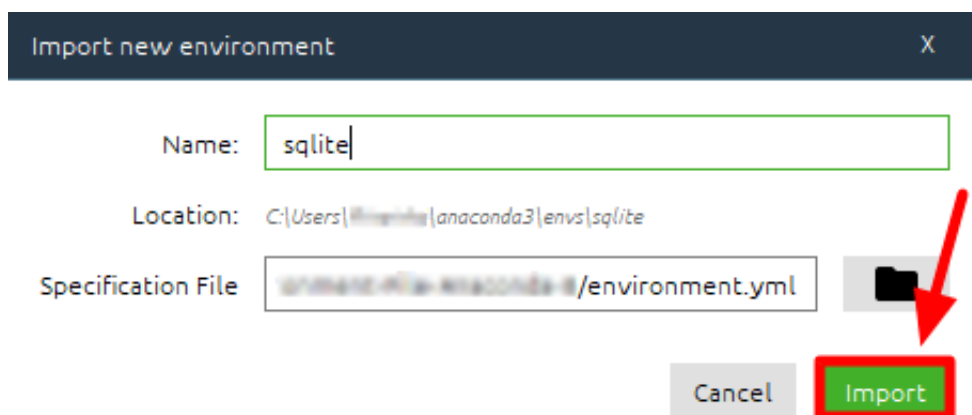 Import new environment X
Name: sqlite
Location: C:\Users\ \anaconda3\envs\sqlite
Specification File /environment.yml
Cancel Import